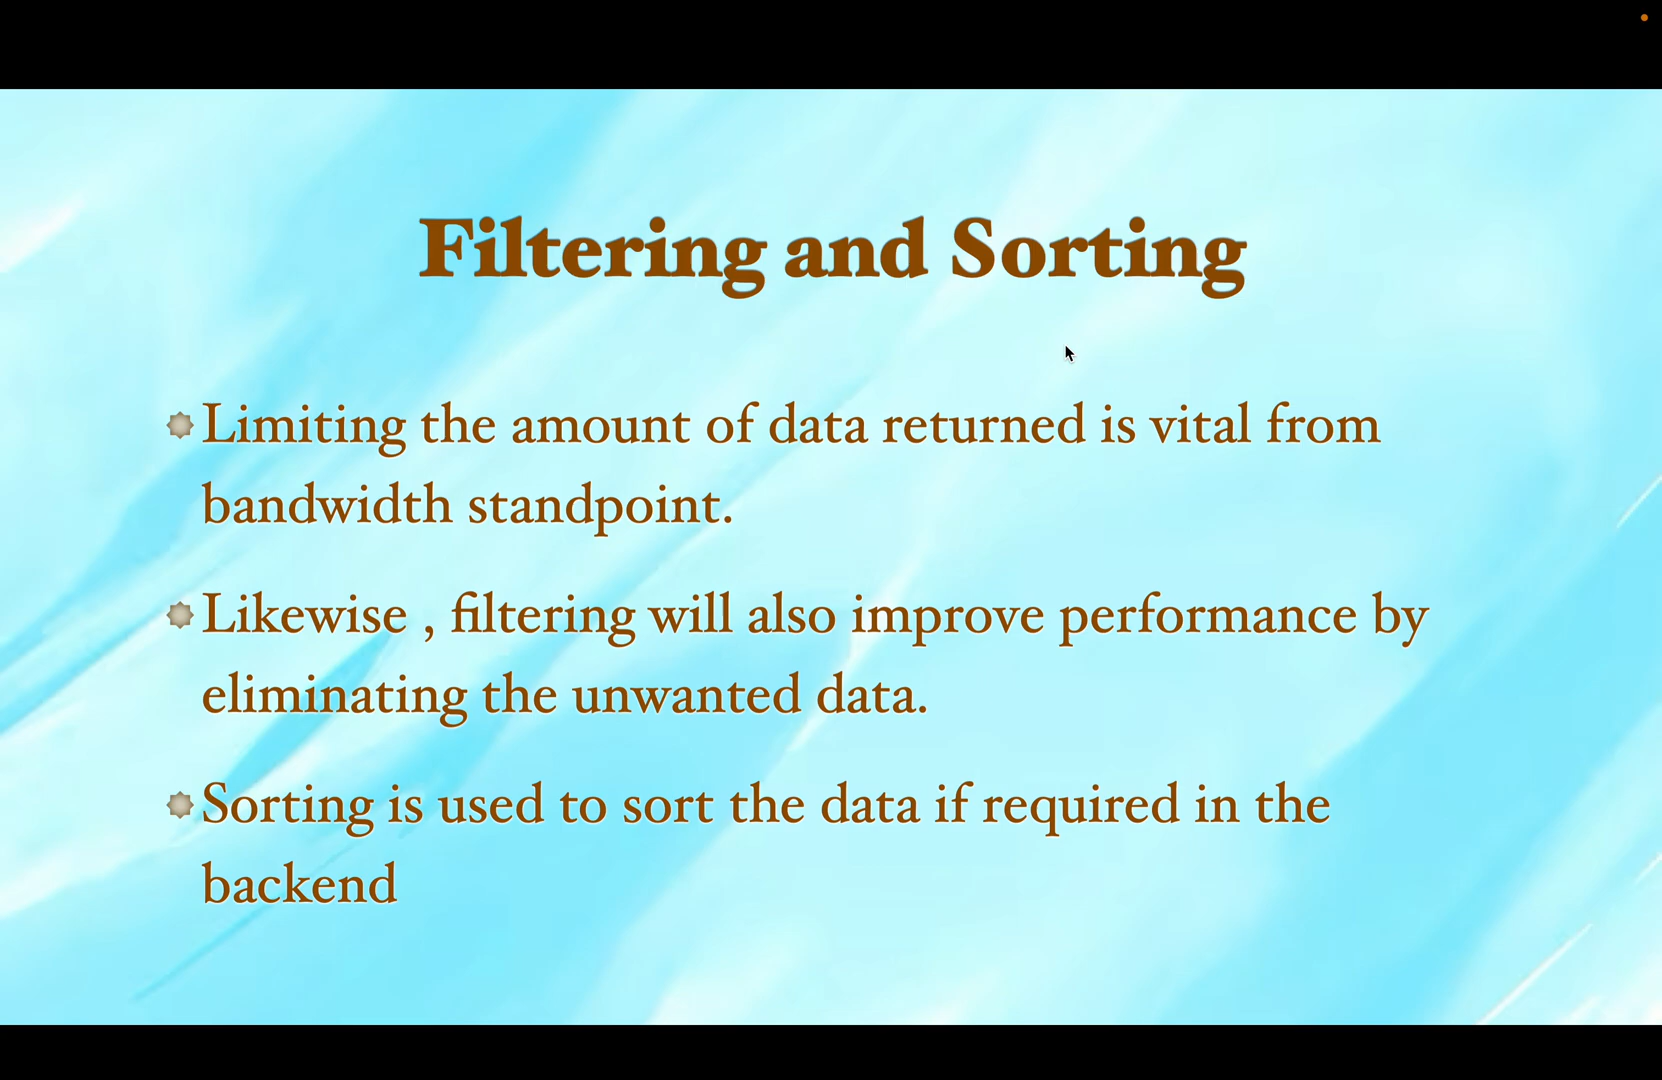 Filtering and Sorting
Limiting the amount of data returned is vital from
bandwidth standpoint.
Likewise , filtering will also improve performance by
eliminating the unwanted data.
Sorting is used to sort the data if required in the
backend